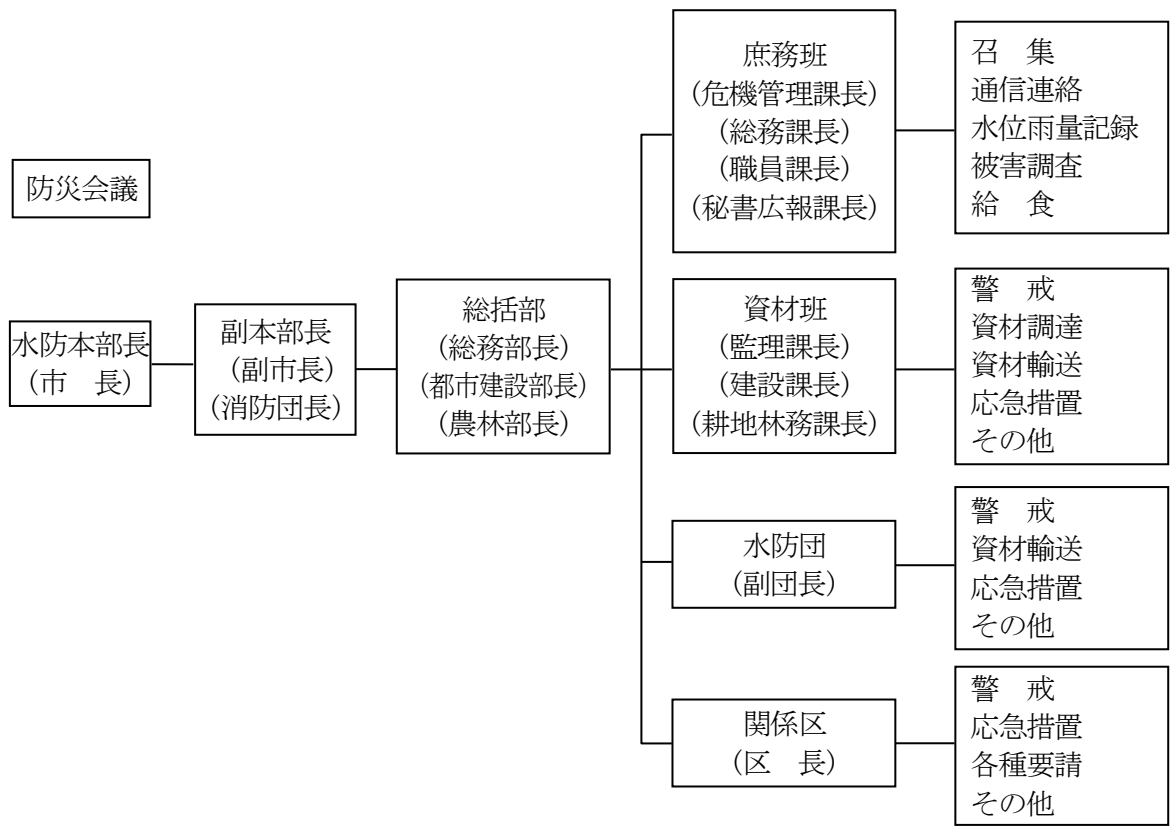 防災会議
水防本部長
(市　長)
副本部長
(副市長)
(消防団長)
総括部
(総務部長)
(都市建設部長)
(農林部長)
庶務班
(危機管理課長)
(総務課長)
(職員課長)
(秘書広報課長)
召　集
通信連絡
水位雨量記録
被害調査
給　食
資材班
(監理課長)
(建設課長)
(耕地林務課長)
警　戒
資材調達
資材輸送
応急措置
その他
水防団
(副団長)
警　戒
資材輸送
応急措置
その他
関係区
(区　長)
警　戒
応急措置
各種要請
その他